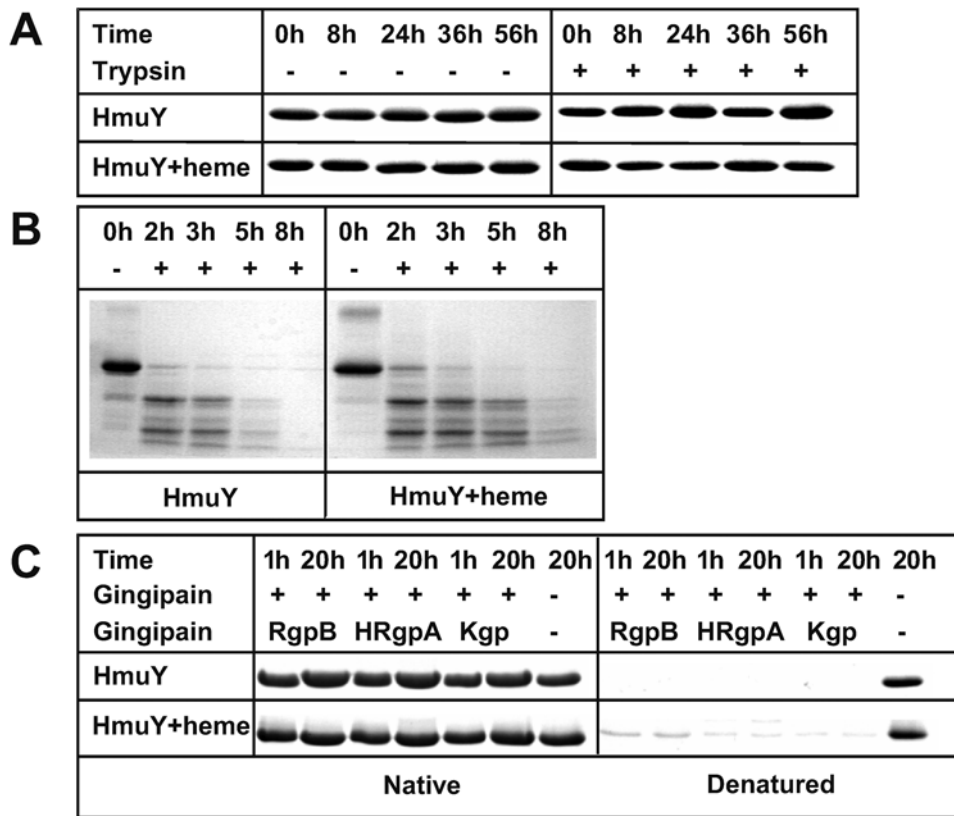 A
Time 0h 8h 24h 36h 56h 0h 8h 24h 36h 56h
Trypsin - - - - - + + + + +
HmuY
HmuY+heme
B
0h 2h 3h 5h 8h 0h 2h 3h 5h 8h
- + + + + - + + + +
HmuY HmuY+heme
C
Time 1h 20h 1h 20h 1h 20h 20h 1h 20h 1h 20h 1h 20h 20h
Gingipain + + + + + + - + + + + + + -
Gingipain RgpB HRgpA Kgp - RgpB HRgpA Kgp -
HmuY
HmuY+heme
Native Denatured